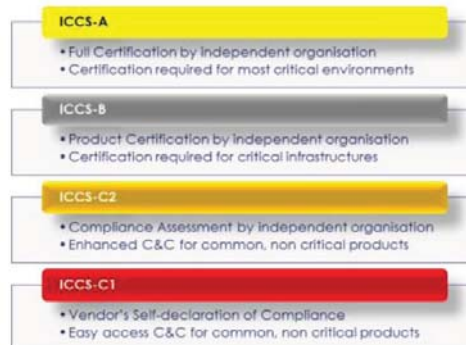 ICCS-A
• Full Certification by independent organisation
• Certification required for most critical environments
ICCS-B
• Product Certification by independent organisation
• Certification required for critical infrastructures
ICCS-C2
• Compliance Assessment by independent organisation
• Enhanced C&C for common, non critical products
ICCS-C1
• Vendor's Self-declaration of Compliance
• Easy access C&C for common, non critical products